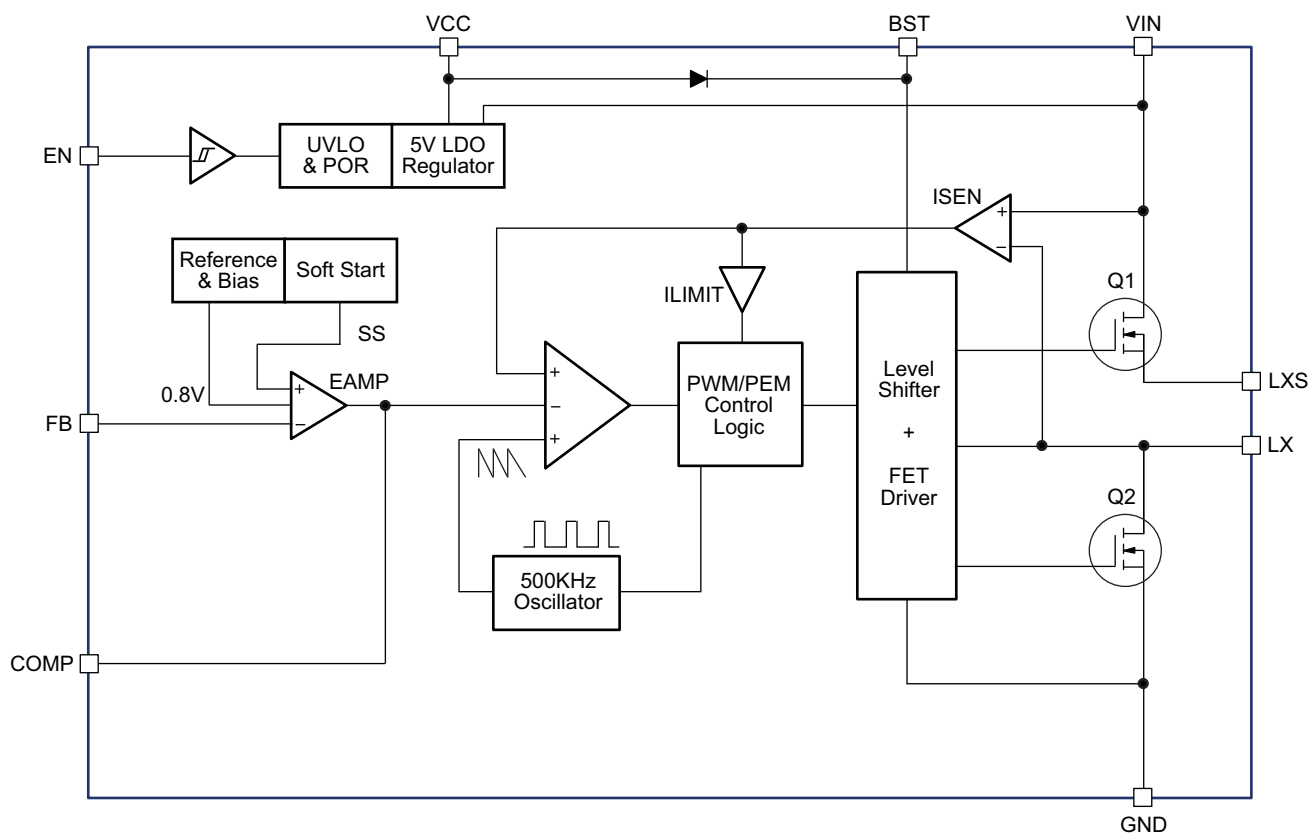 VCC
BST
VIN
EN
UVLO
& POR
5V LDO
Regulator
ISEN
+
−
Reference
& Bias
Soft Start
ILIMIT
Q1
SS
LXS
0.8V
EAMP
+
−
FB
+
−
+
PWM/PEM
Control
Logic
Level
Shifter
+
FET
Driver
LX
Q2
500KHz
Oscillator
COMP
GND